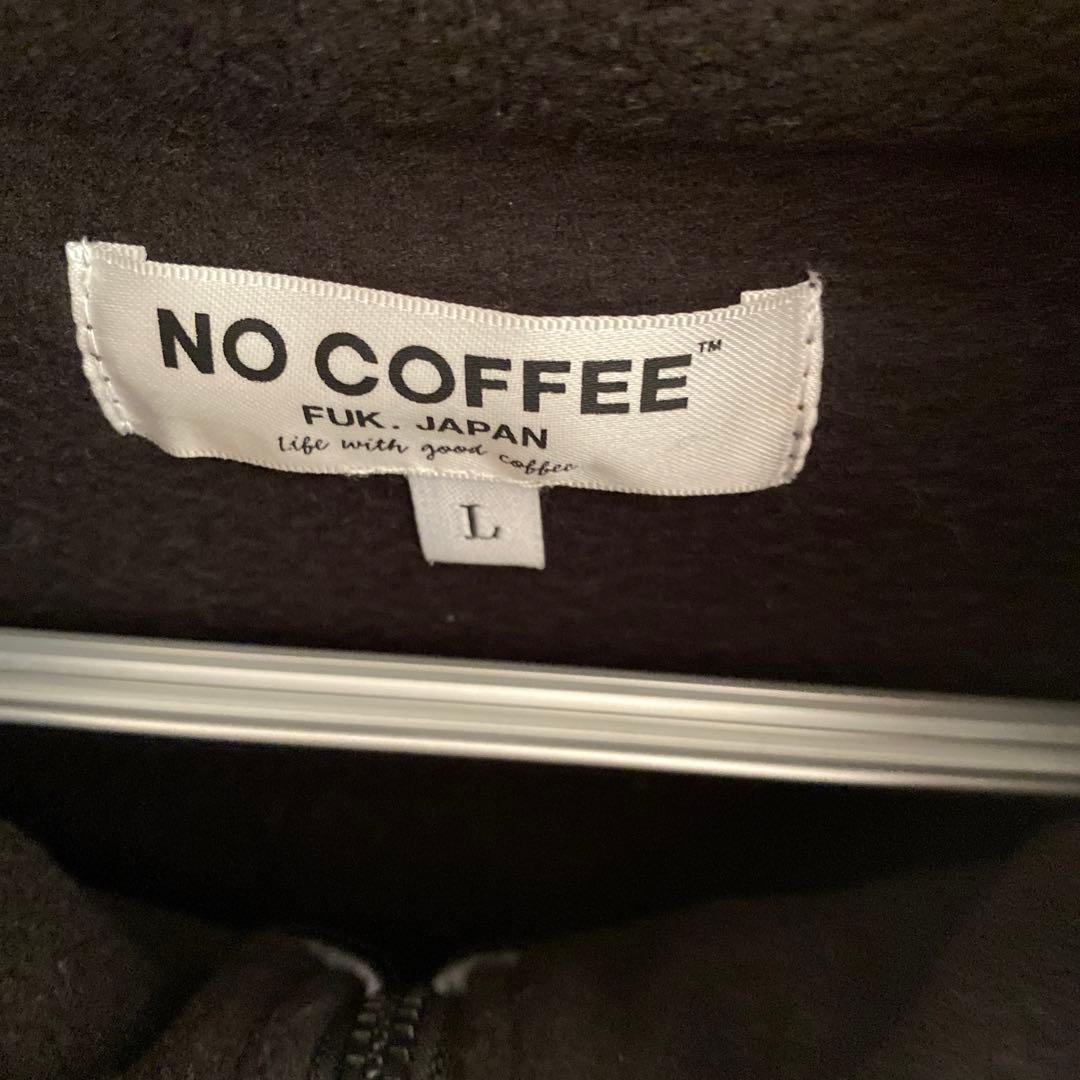 NO COFFEE™
FUK. JAPAN
Life with good coffee
L